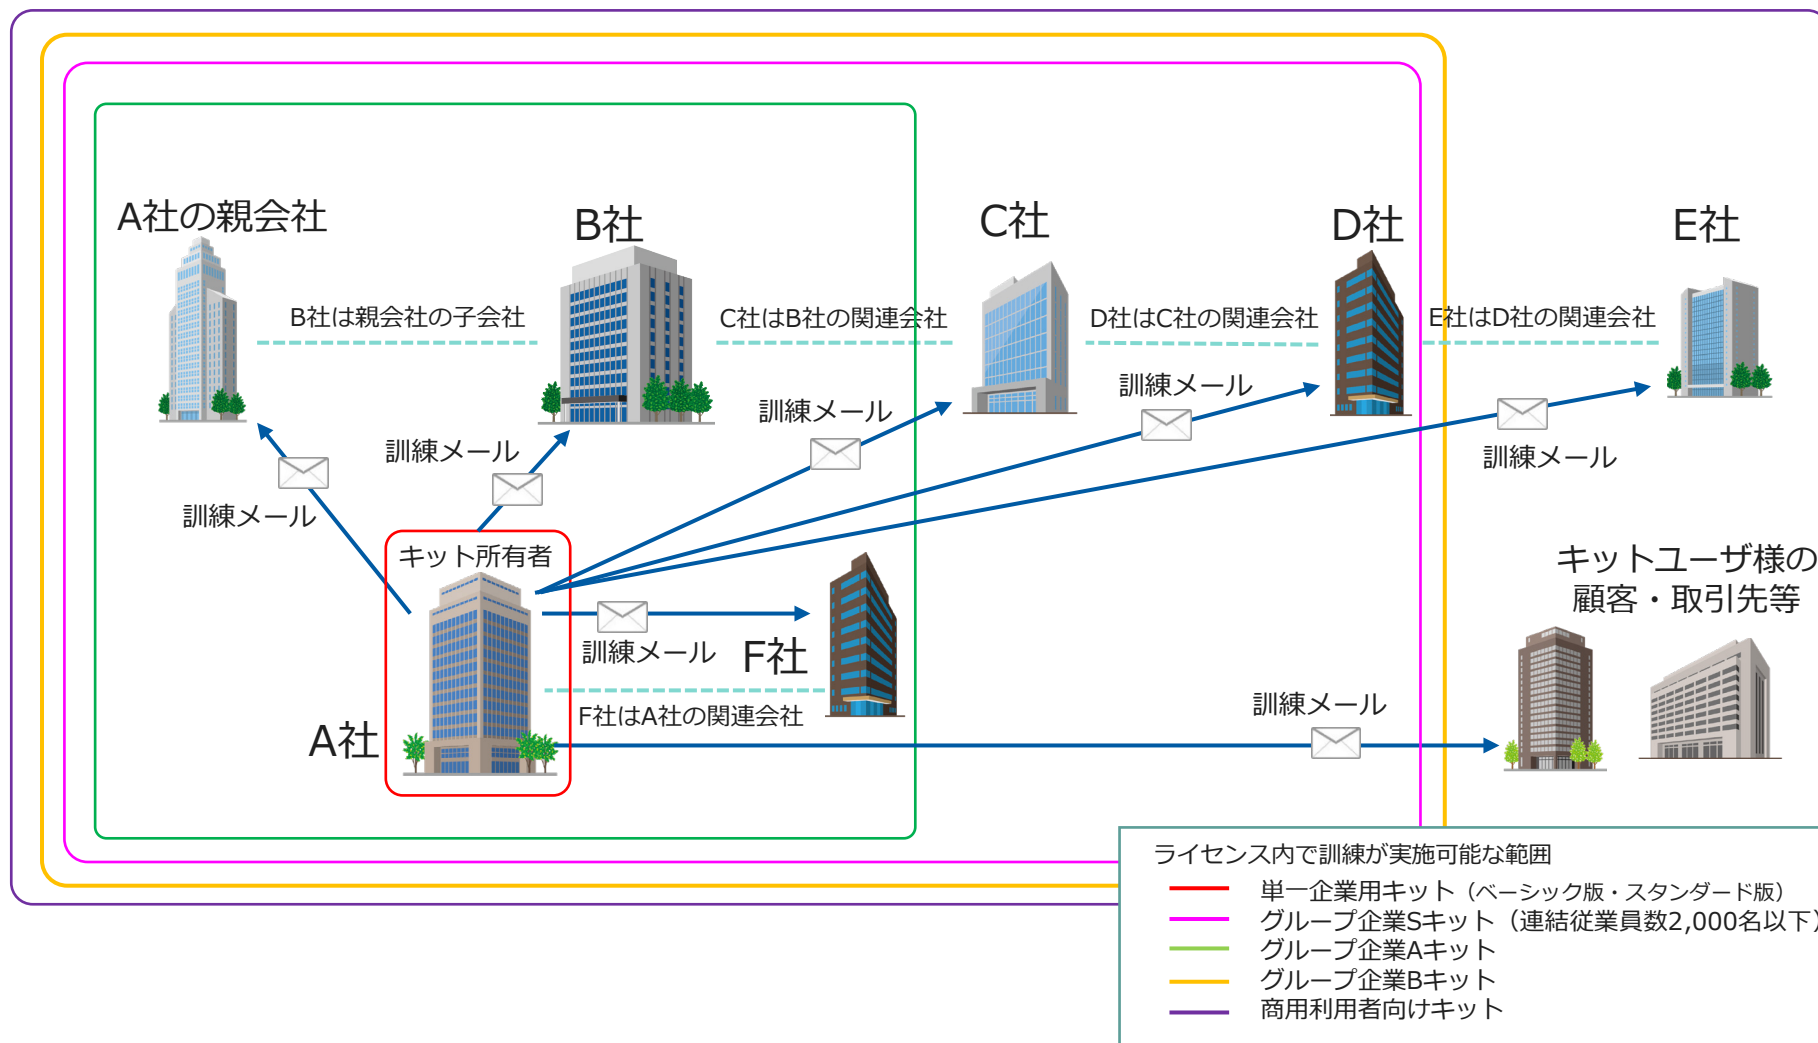 A社の親会社
B社
C社
D社
E社
B社は親会社の子会社
C社はB社の関連会社
D社はC社の関連会社
E社はD社の関連会社
訓練メール
訓練メール
訓練メール
訓練メール
訓練メール
キット所有者
訓練メール
F社
F社はA社の関連会社
A社
キットユーザ様の
顧客・取引先等
訓練メール
ライセンス内で訓練が実施可能な範囲
単一企業用キット（ベーシック版・スタンダード版）
グループ企業Sキット（連結従業員数2,000名以下）
グループ企業Aキット
グループ企業Bキット
商用利用者向けキット